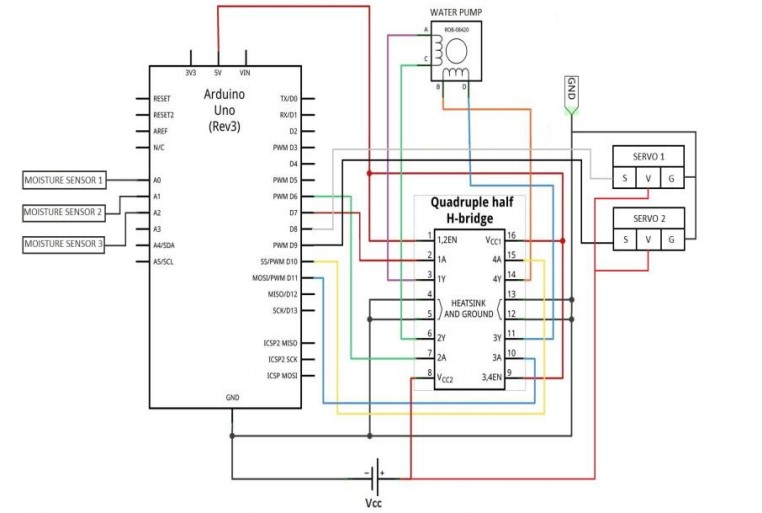 WATER PUMP
ROB-08420
A
C
B
D
GND
3V3
5V
VIN
Arduino
Uno
(Rev3)
RESET
RESET2
AREF
N/C
A0
A1
A2
A3
A4/SDA
A5/SCL
TX/D0
RX/D1
D2
PWM D3
D4
PWM D5
PWM D6
D7
D8
PWM D9
SS/PWM D10
MOSI/PWM D11
MISO/D12
SCK/D13
ICSP2 MISO
ICSP2 SCK
ICSP MOSI
GND
MOISTURE SENSOR 1
MOISTURE SENSOR 2
MOISTURE SENSOR 3
SERVO 1
S V G
SERVO 2
S V G
Quadruple half
H-bridge
1 1,2EN VCC1 16
2 1A 4A 15
3 1Y 4Y 14
4 13
HEATSINK
AND GROUND
5 12
6 2Y 3Y 11
7 2A 3A 10
8 VCC2 3,4EN 9
- +
Vcc